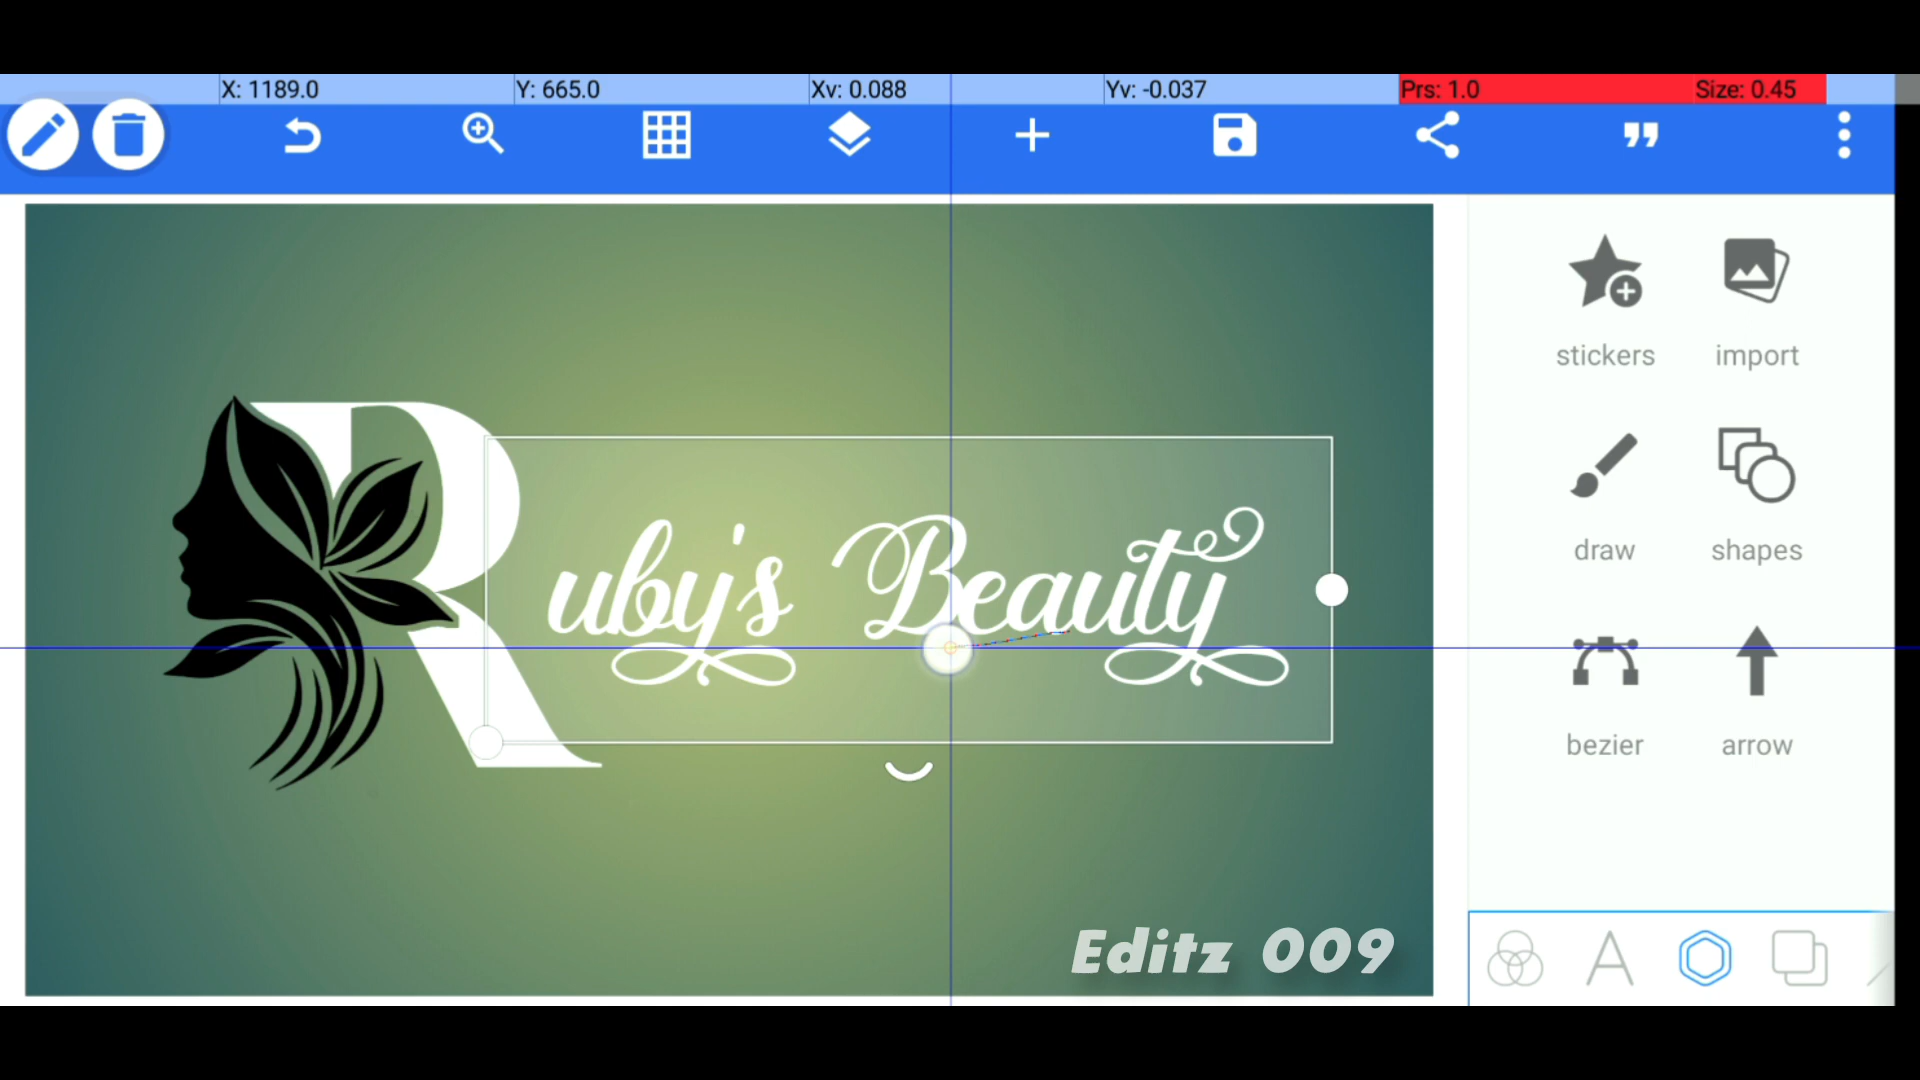 X: 1189.0 Y: 665.0 Xv: 0.088 Yv: -0.037 Prs: 1.0 Size: 0.45
stickers import
R
uby's Beauty
draw shapes
bezier arrow
Editz 009